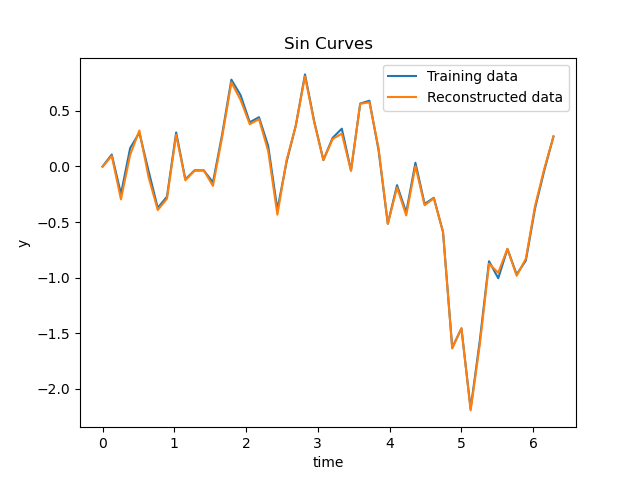 Sin Curves
Training data
Reconstructed data
0.5
0.0
−0.5
−1.0
−1.5
−2.0
y
0 1 2 3 4 5 6
time